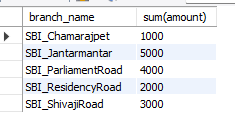 branch_name sum(amount)
SBI_Chamarajpet 1000
SBI_Jantarmantar 5000
SBI_ParliamentRoad 4000
SBI_ResidencyRoad 2000
SBI_ShivajiRoad 3000